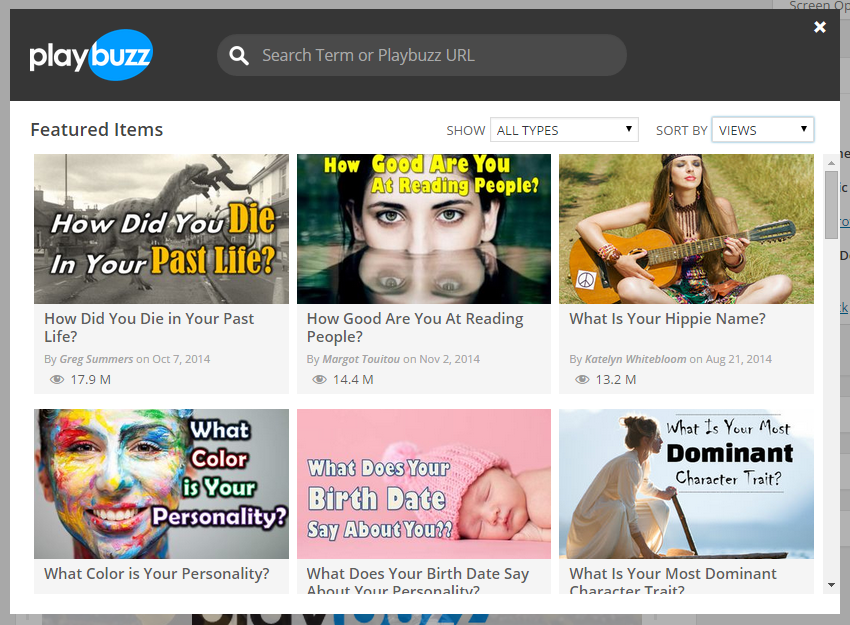 Screen Op
playbuzz
Search Term or Playbuzz URL
Featured Items
SHOW ALL TYPES SORT BY VIEWS
How Did You Die
In Your Past Life?
How Good Are You
At Reading People?
How Did You Die in Your Past
Life?
By Greg Summers on Oct 7, 2014
17.9 M
How Good Are You At Reading
People?
By Margot Touitou on Nov 2, 2014
14.4 M
What Is Your Hippie Name?
By Katelyn Whitebloom on Aug 21, 2014
13.2 M
What
Color
is Your
Personality?
What Does Your
Birth Date
Say About You??
What Is Your Most
Dominant
Character Trait?
What Color is Your Personality?
What Does Your Birth Date Say
About Your Personality?
What Is Your Most Dominant
Character Trait?
playbuzz